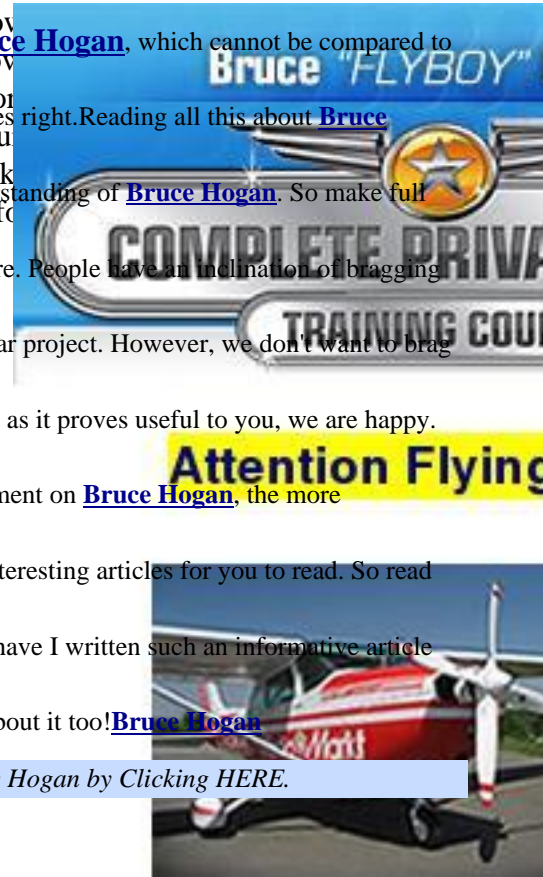 ce Hogan, which cannot be compared to
Bruce "FLYBOY"
right. Reading all this about Bruce
standing of Bruce Hogan. So make full
COMPLETE PRIVA
re. People have an inclination of bragging
TRAINING COU
ar project. However, we don't want to brag
as it proves useful to you, we are happy.
Attention Flying
ment on Bruce Hogan, the more
teresting articles for you to read. So read
have I written such an informative article
bout it too!Bruce Hogan
Hogan by Clicking HERE.